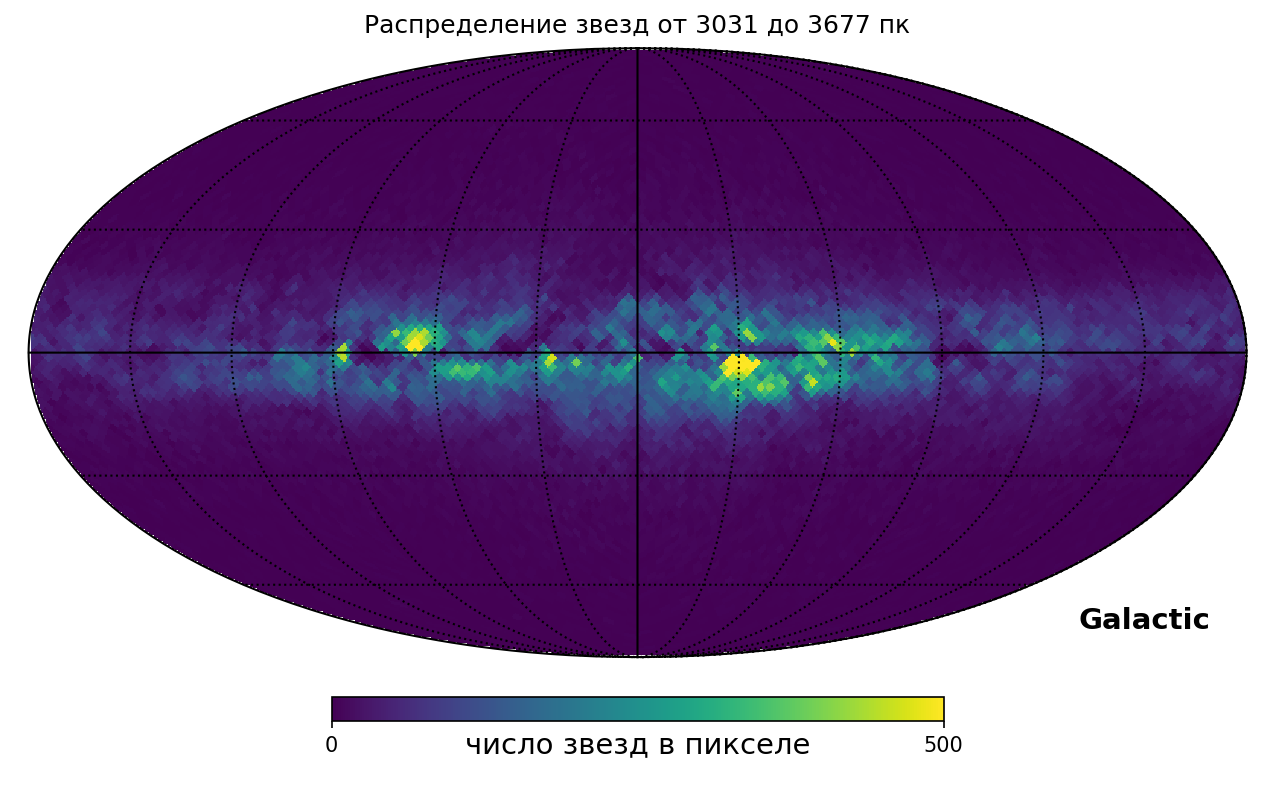 Распределение звезд от 3031 до 3677 пк
Galactic
0 500
число звезд в пикселе